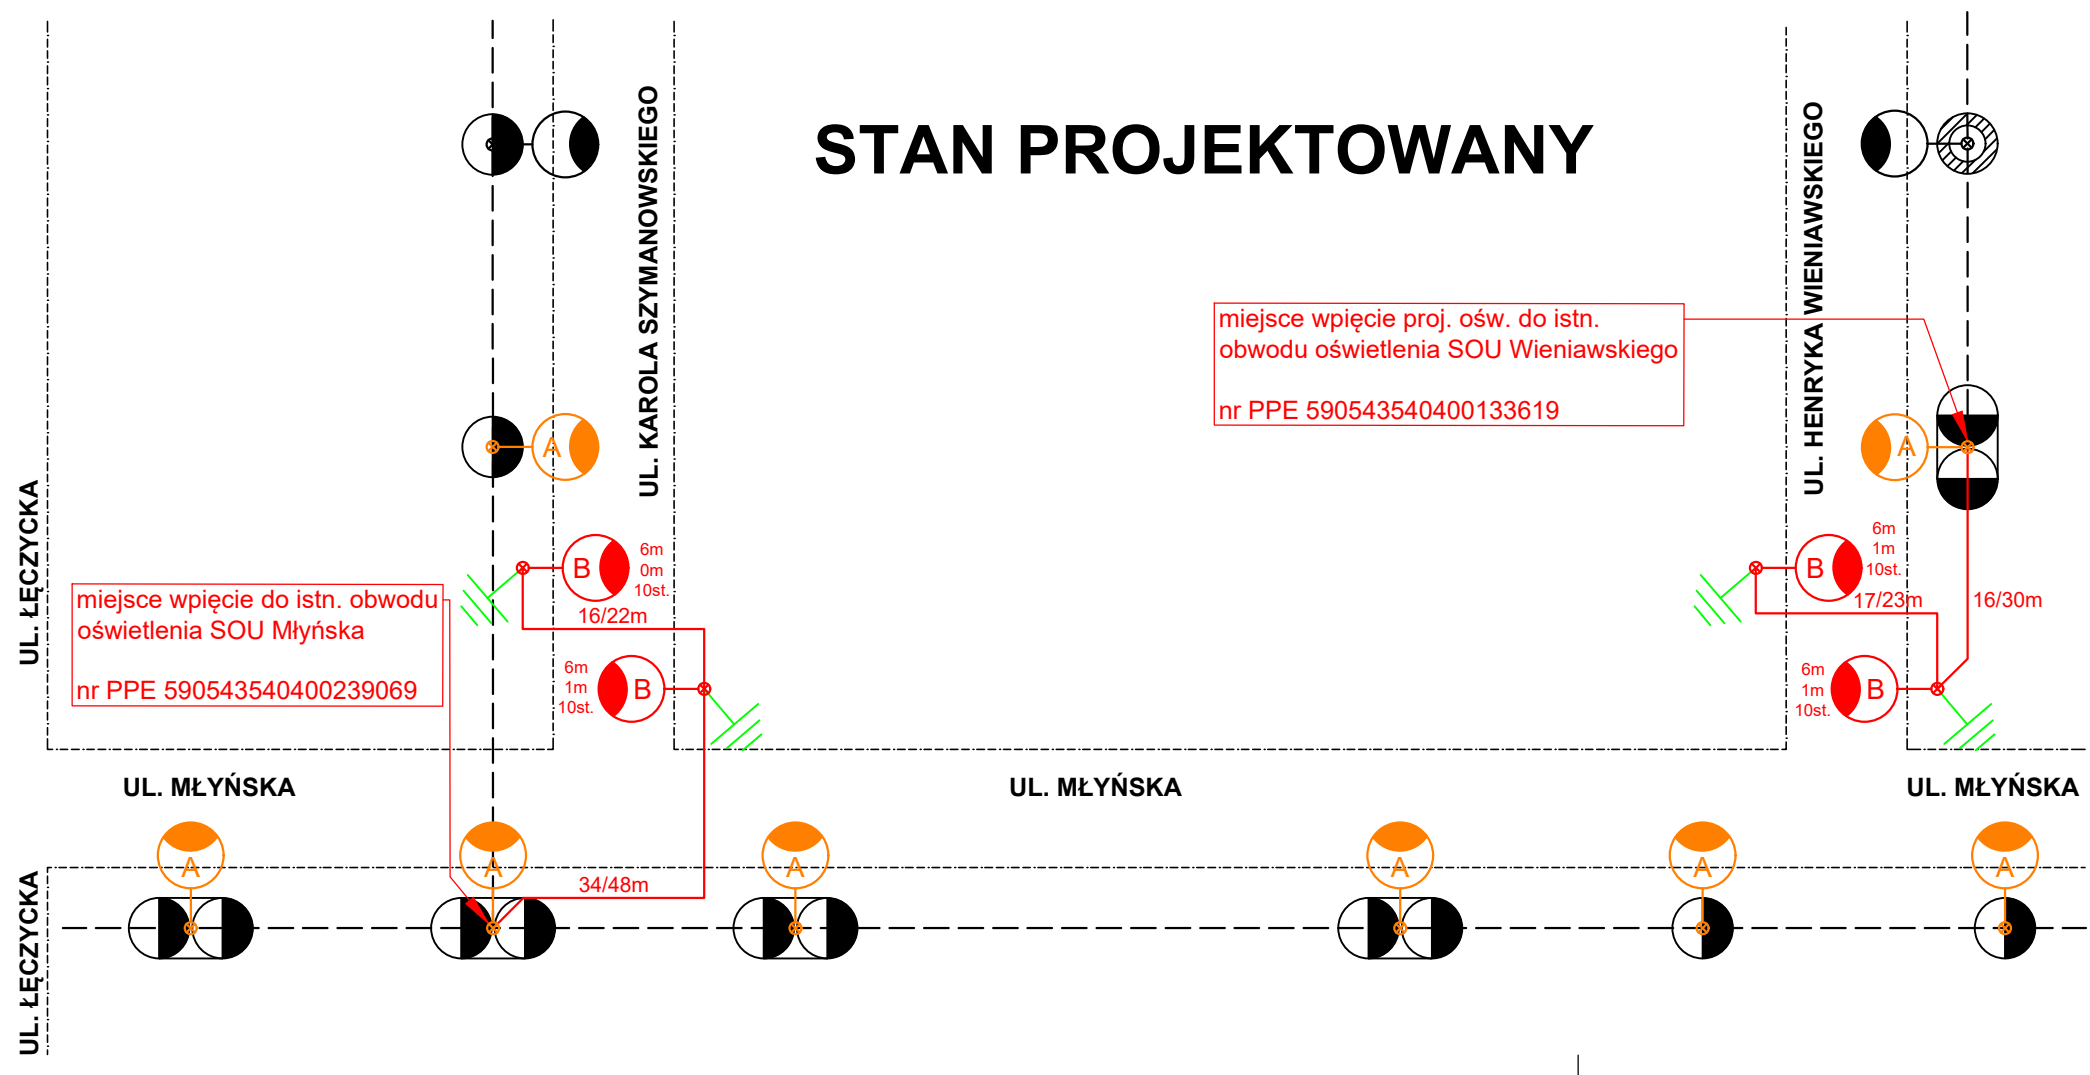 STAN PROJEKTOWANY
UL. KAROLA SZYMANOWSKIEGO
UL. HENRYKA WIENIAWSKIEGO
miejsce wpięcie proj. ośw. do istn.
obwodu oświetlenia SOU Wieniawskiego
nr PPE 590543540400133619
A
A
UL. ŁĘCZYCKA
miejsce wpięcie do istn. obwodu
oświetlenia SOU Młyńska
nr PPE 590543540400239069
B
6m
0m
10st.
16/22m
6m
1m
10st.
B
B
6m
1m
10st.
17/23m
16/30m
6m
1m
10st.
B
UL. MŁYŃSKA
UL. MŁYŃSKA
UL. MŁYŃSKA
A
A
A
A
A
A
34/48m
UL. ŁĘCZYCKA